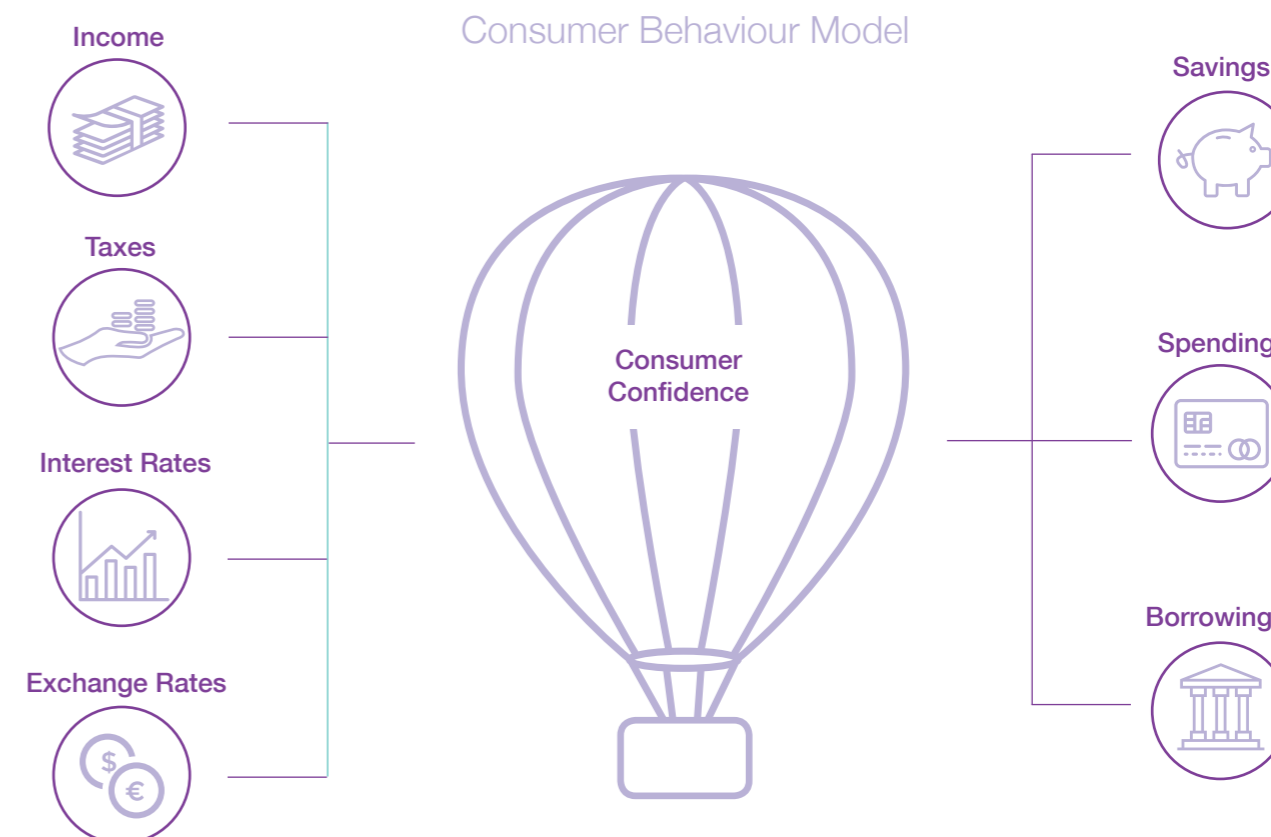 Consumer Behaviour Model
Income
Taxes
Interest Rates
Exchange Rates
$
€
Consumer
Confidence
Savings
Spending
Borrowing